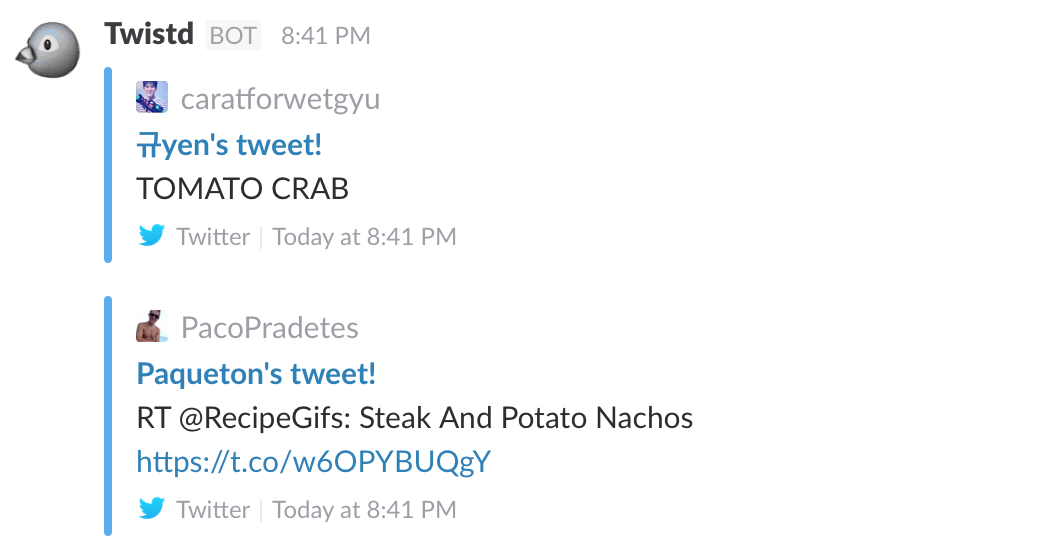 Twistd BOT 8:41 PM
caratforwetgyu
규yen's tweet!
TOMATO CRAB
Twitter | Today at 8:41 PM
PacoPradetes
Paqueton's tweet!
RT @RecipeGifs: Steak And Potato Nachos
https://t.co/w6OPYBUQgY
Twitter | Today at 8:41 PM